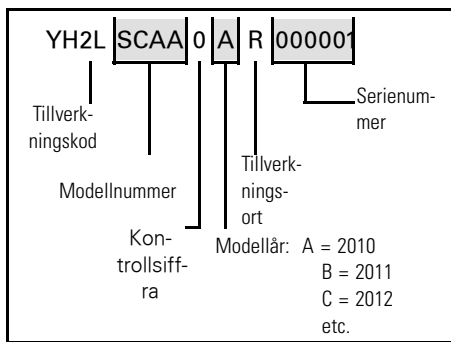 YH2L SCAA 0 A R 000001
Tillverk-
ningskod
Serienum-
mer
Modellnummer
Tillverk-
nings-
ort
Kon-
trollsiff-
ra
Modellår: A = 2010
B = 2011
C = 2012
etc.